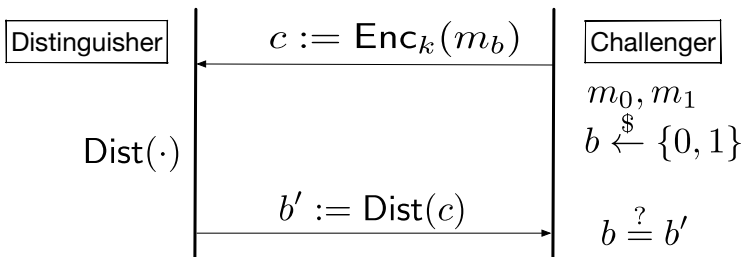 Distinguisher
c := Enc_k(m_b)
Challenger
m_0, m_1
b ←$ {0, 1}
Dist(·)
b′ := Dist(c)
b ≟ b′